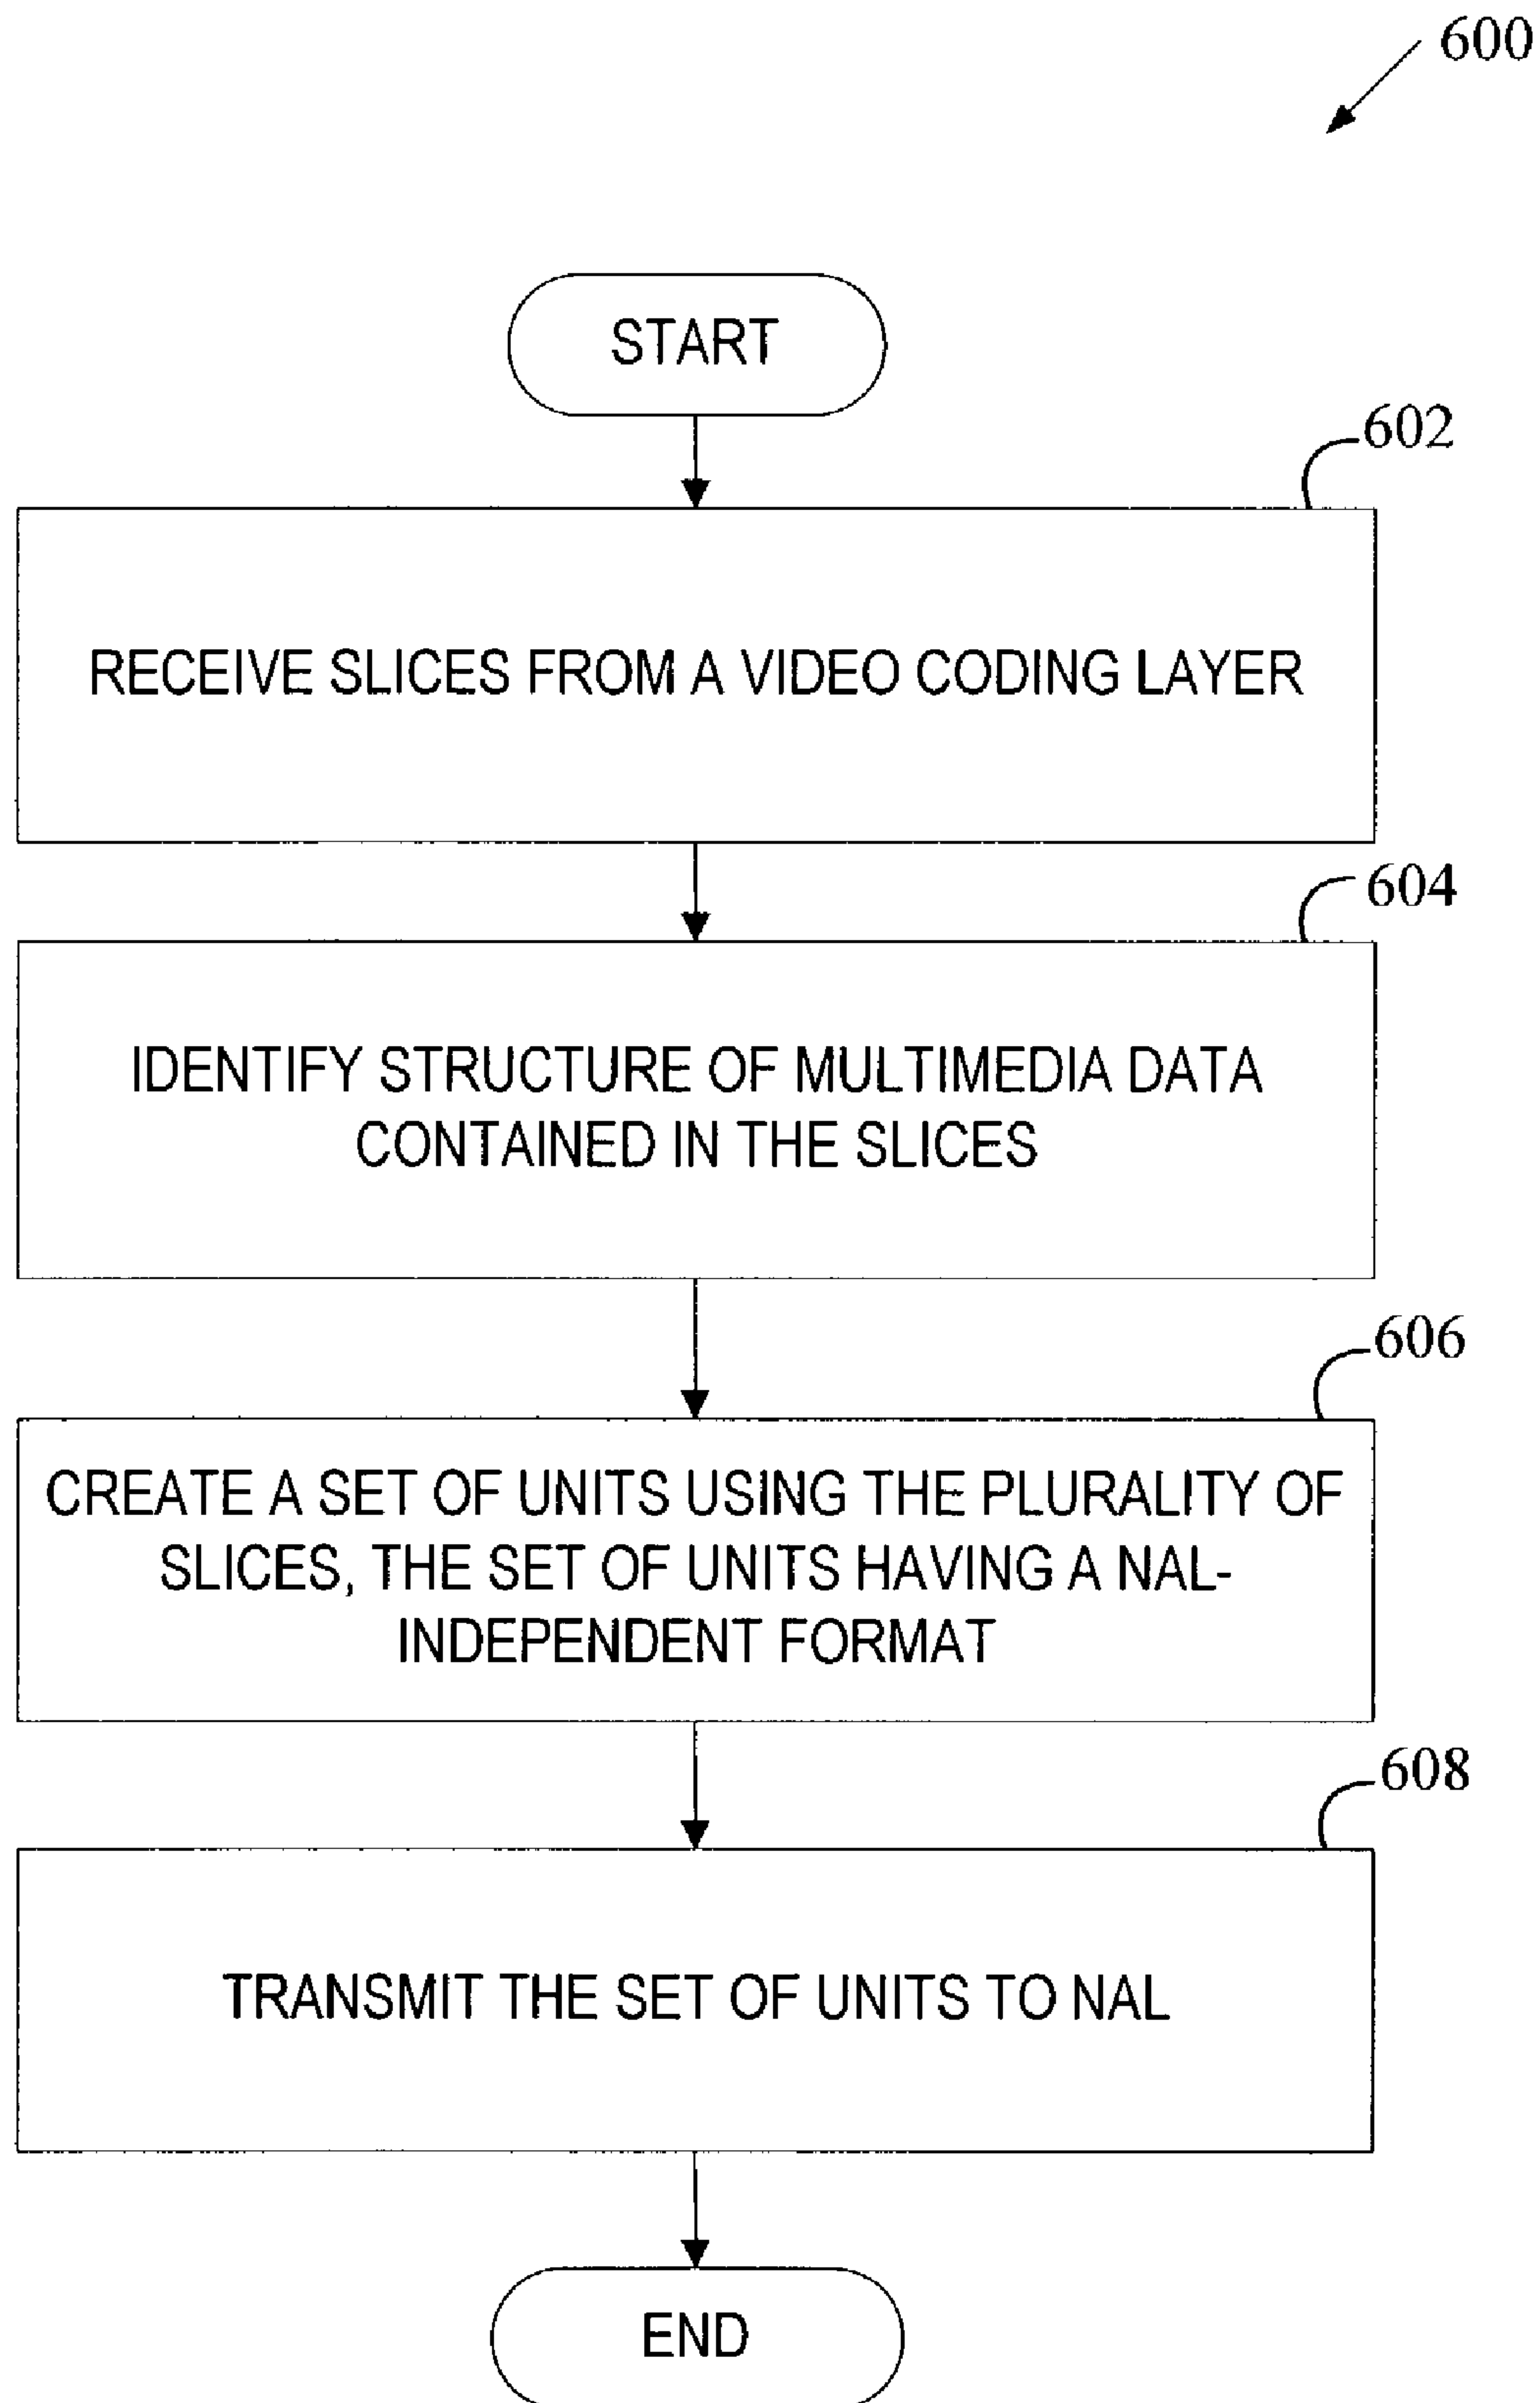 600
START
602
RECEIVE SLICES FROM A VIDEO CODING LAYER
604
IDENTIFY STRUCTURE OF MULTIMEDIA DATA
CONTAINED IN THE SLICES
606
CREATE A SET OF UNITS USING THE PLURALITY OF
SLICES, THE SET OF UNITS HAVING A NAL-
INDEPENDENT FORMAT
608
TRANSMIT THE SET OF UNITS TO NAL
END